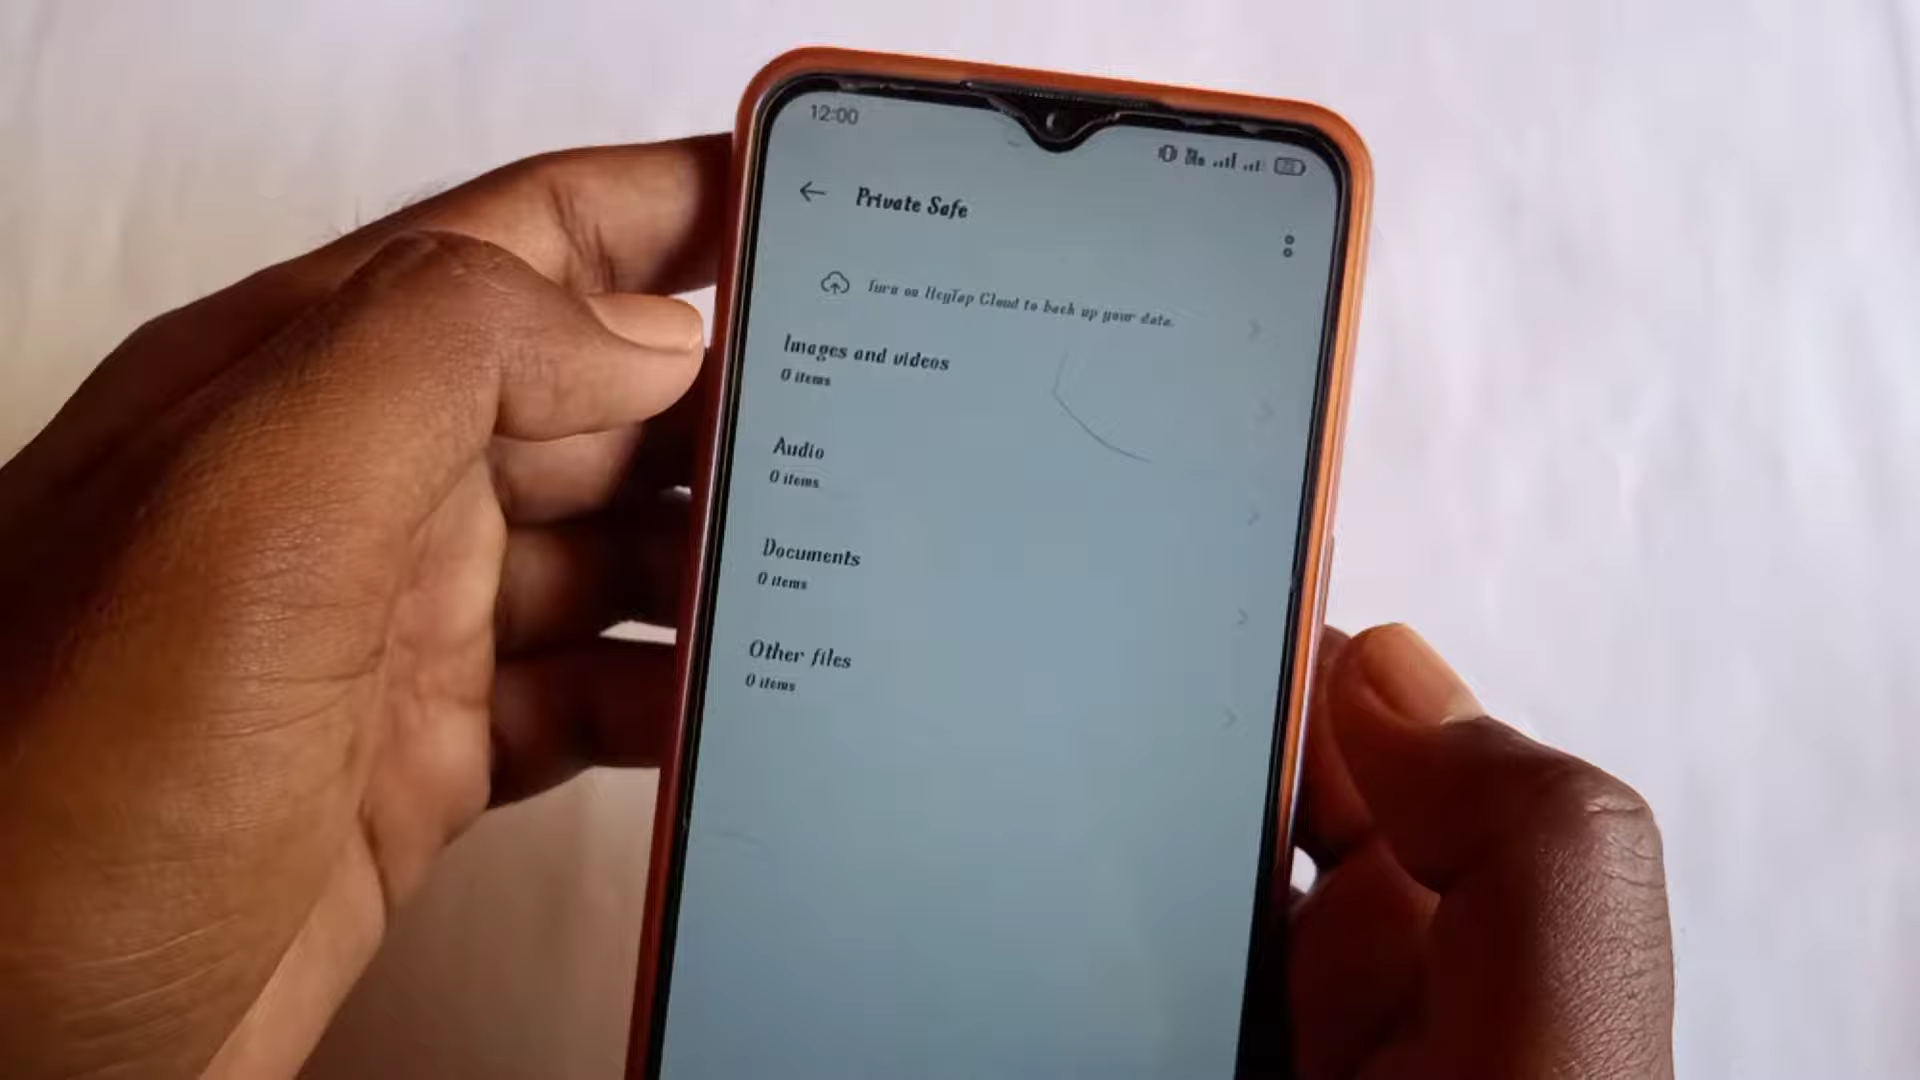 12:00
Private Safe
Turn on HeyTap Cloud to back up your data.
Images and videos
0 items
Audio
0 items
Documents
0 items
Other files
0 items